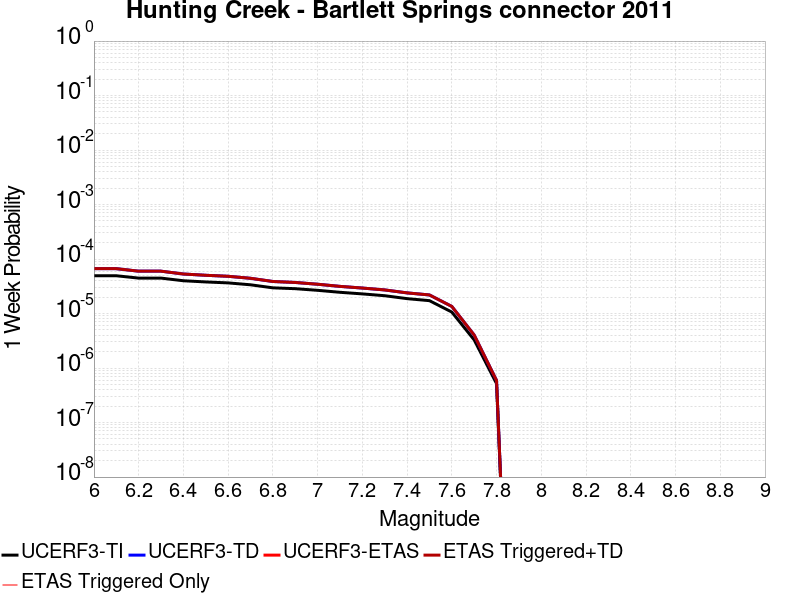 Hunting Creek - Bartlett Springs connector 2011
10^0
10^-1
10^-2
10^-3
10^-4
10^-5
10^-6
10^-7
10^-8
1 Week Probability
6 6.2 6.4 6.6 6.8 7 7.2 7.4 7.6 7.8 8 8.2 8.4 8.6 8.8 9
Magnitude
UCERF3-TI UCERF3-TD UCERF3-ETAS ETAS Triggered+TD
ETAS Triggered Only